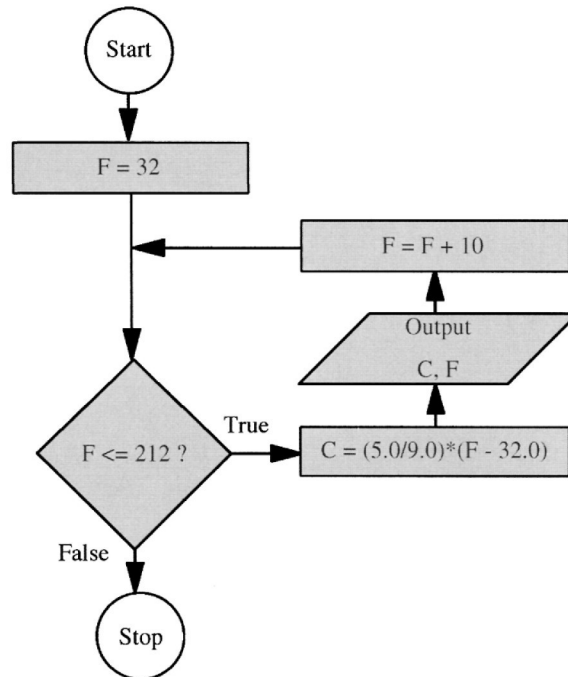 Start
F = 32
F = F + 10
Output
C, F
True
F <= 212 ?
C = (5.0/9.0)*(F - 32.0)
False
Stop